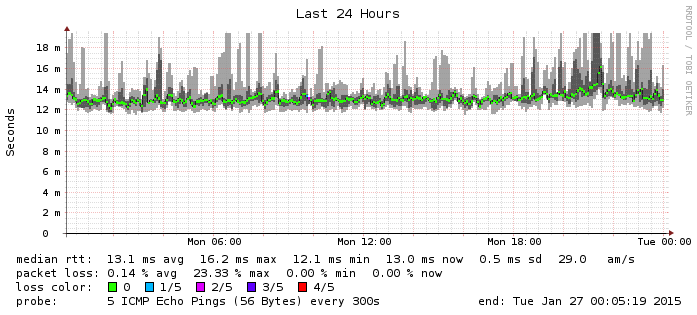 Last 24 Hours
RRDTOOL / TOBI OETIKER
Seconds
18 m
16 m
14 m
12 m
10 m
8 m
6 m
4 m
2 m
0
Mon 06:00 Mon 12:00 Mon 18:00 Tue 00:00
median rtt: 13.1 ms avg 16.2 ms max 12.1 ms min 13.0 ms now 0.5 ms sd 29.0 am/s
packet loss: 0.14 % avg 23.33 % max 0.00 % min 0.00 % now
loss color: 0 1/5 2/5 3/5 4/5
probe: 5 ICMP Echo Pings (56 Bytes) every 300s end: Tue Jan 27 00:05:19 2015